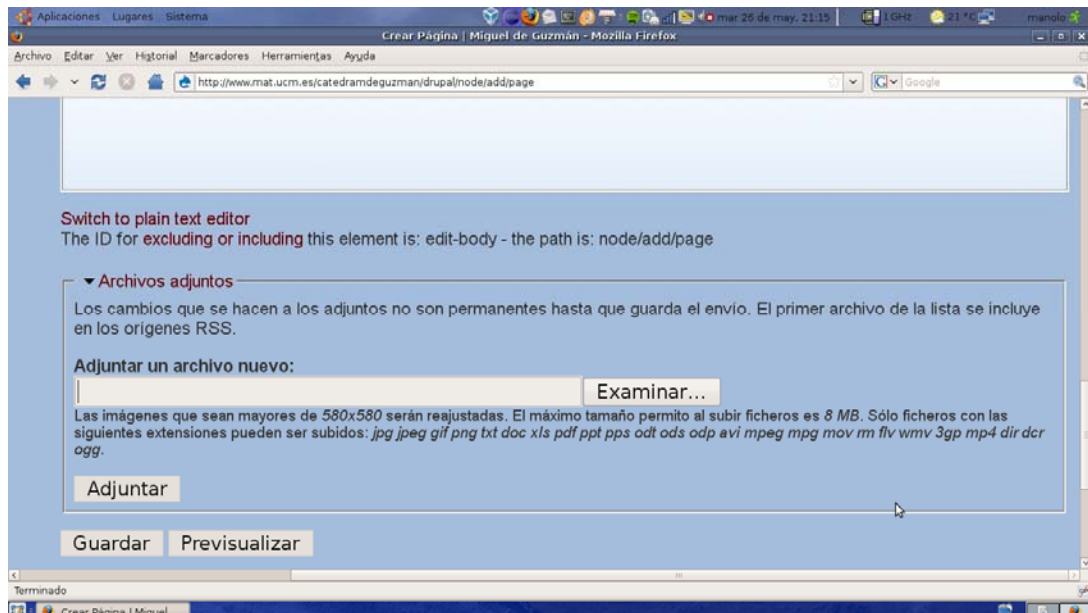 Aplicaciones Lugares Sistema mar 26 de may, 21:15 1 GHz 21 °C manolo
Crear Página | Miguel de Guzmán - Mozilla Firefox
Archivo Editar Ver Historial Marcadores Herramientas Ayuda
http://www.mat.ucm.es/catedramdeguzman/drupal/node/add/page Google
Switch to plain text editor
The ID for excluding or including this element is: edit-body - the path is: node/add/page
Archivos adjuntos
Los cambios que se hacen a los adjuntos no son permanentes hasta que guarda el envío. El primer archivo de la lista se incluye
en los orígenes RSS.
Adjuntar un archivo nuevo:
Examinar...
Las imágenes que sean mayores de 580x580 serán reajustadas. El máximo tamaño permito al subir ficheros es 8 MB. Sólo ficheros con las
siguientes extensiones pueden ser subidos: jpg jpeg gif png txt doc xls pdf ppt pps odt ods odp avi mpeg mpg mov rm flv wmv 3gp mp4 dir dcr
ogg.
Adjuntar
Guardar Previsualizar
Terminado
Crear Página | Miguel